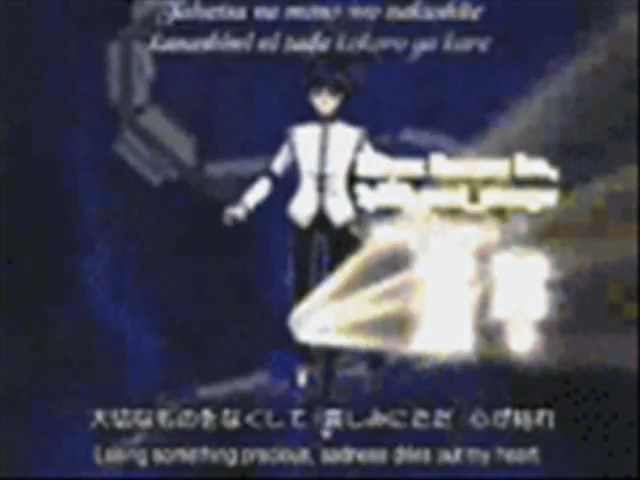 Taisetsu na mono wo nakushite
kanashimi ni tada kokoro ga kare
大切なものをなくして 哀しみにただ 心が枯れ
Losing something precious, sadness dries out my heart.